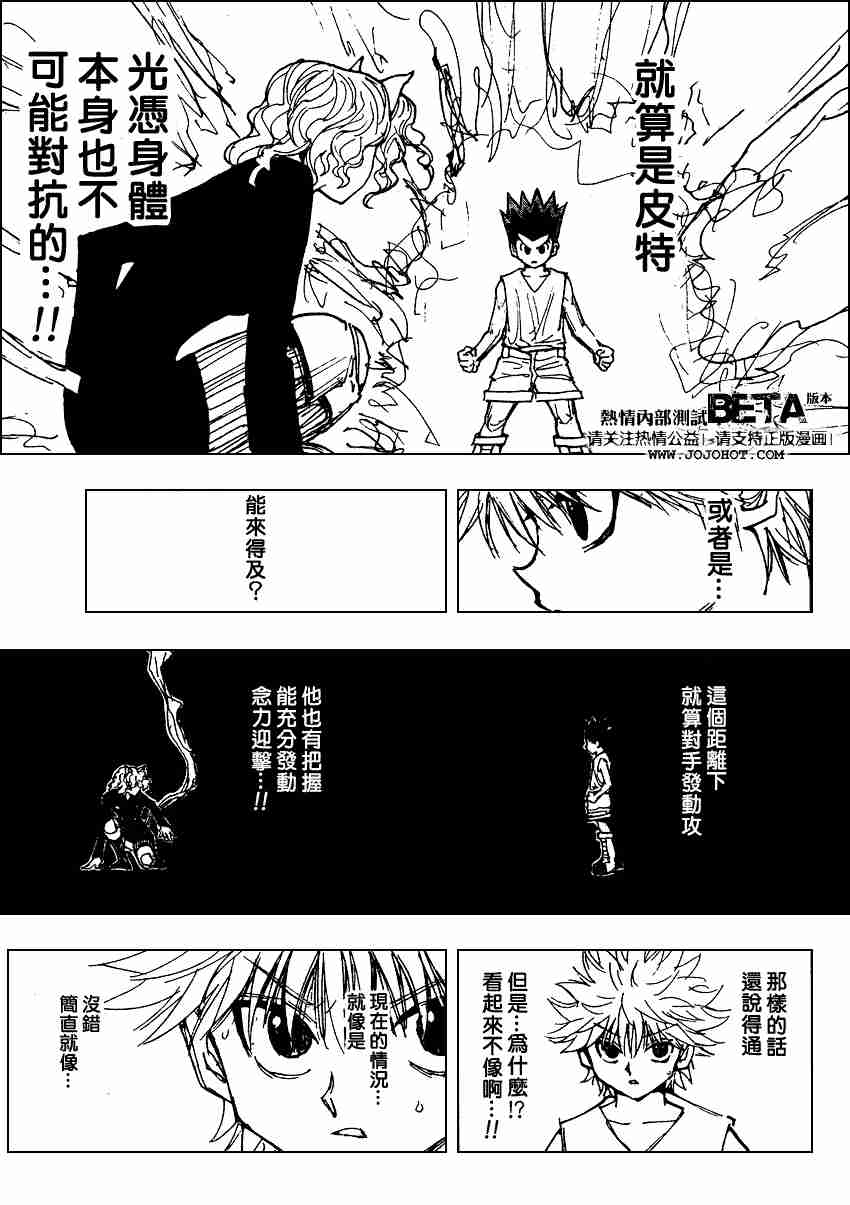 就算是皮特
光憑身體
本身也不
可能對抗的…!!
熱情內部測試BETA版本
请关注热情公益!请支持正版漫画!
WWW.JOJOHOT.COM
或者是…
能來得及?
這個距離下
就算對手發動攻
他也有把握
能充分發動
念力迎擊…!!
那樣的話
還說得通
但是…為什麼!?
看起來不像啊…!!
現在的情況…
就像是
沒錯
簡直就像…